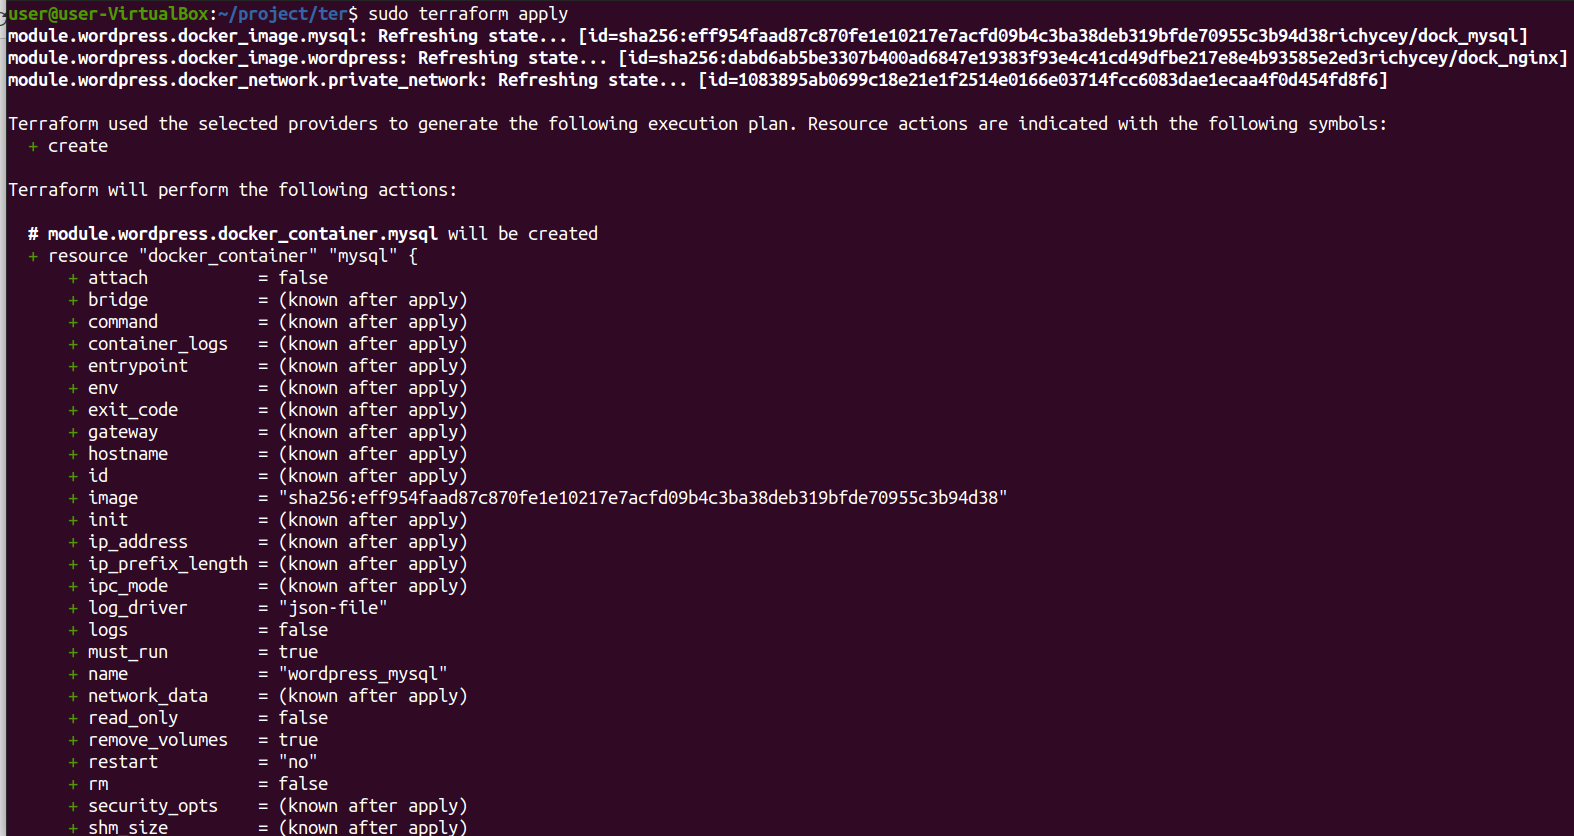 user@user-VirtualBox:~/project/ter$ sudo terraform apply
module.wordpress.docker_image.mysql: Refreshing state... [id=sha256:eff954faad87c870fe1e10217e7acfd09b4c3ba38deb319bfde70955c3b94d38richycey/dock_mysql]
module.wordpress.docker_image.wordpress: Refreshing state... [id=sha256:dabd6ab5be3307b400ad6847e19383f93e4c41cd49dfbe217e8e4b93585e2ed3richycey/dock_nginx]
module.wordpress.docker_network.private_network: Refreshing state... [id=1083895ab0699c18e21e1f2514e0166e03714fcc6083dae1ecaa4f0d454fd8f6]

Terraform used the selected providers to generate the following execution plan. Resource actions are indicated with the following symbols:
  + create

Terraform will perform the following actions:

  # module.wordpress.docker_container.mysql will be created
  + resource "docker_container" "mysql" {
      + attach           = false
      + bridge           = (known after apply)
      + command          = (known after apply)
      + container_logs   = (known after apply)
      + entrypoint       = (known after apply)
      + env              = (known after apply)
      + exit_code        = (known after apply)
      + gateway          = (known after apply)
      + hostname         = (known after apply)
      + id               = (known after apply)
      + image            = "sha256:eff954faad87c870fe1e10217e7acfd09b4c3ba38deb319bfde70955c3b94d38"
      + init             = (known after apply)
      + ip_address       = (known after apply)
      + ip_prefix_length = (known after apply)
      + ipc_mode         = (known after apply)
      + log_driver       = "json-file"
      + logs             = false
      + must_run         = true
      + name             = "wordpress_mysql"
      + network_data     = (known after apply)
      + read_only        = false
      + remove_volumes   = true
      + restart          = "no"
      + rm               = false
      + security_opts    = (known after apply)
      + shm_size         = (known after apply)